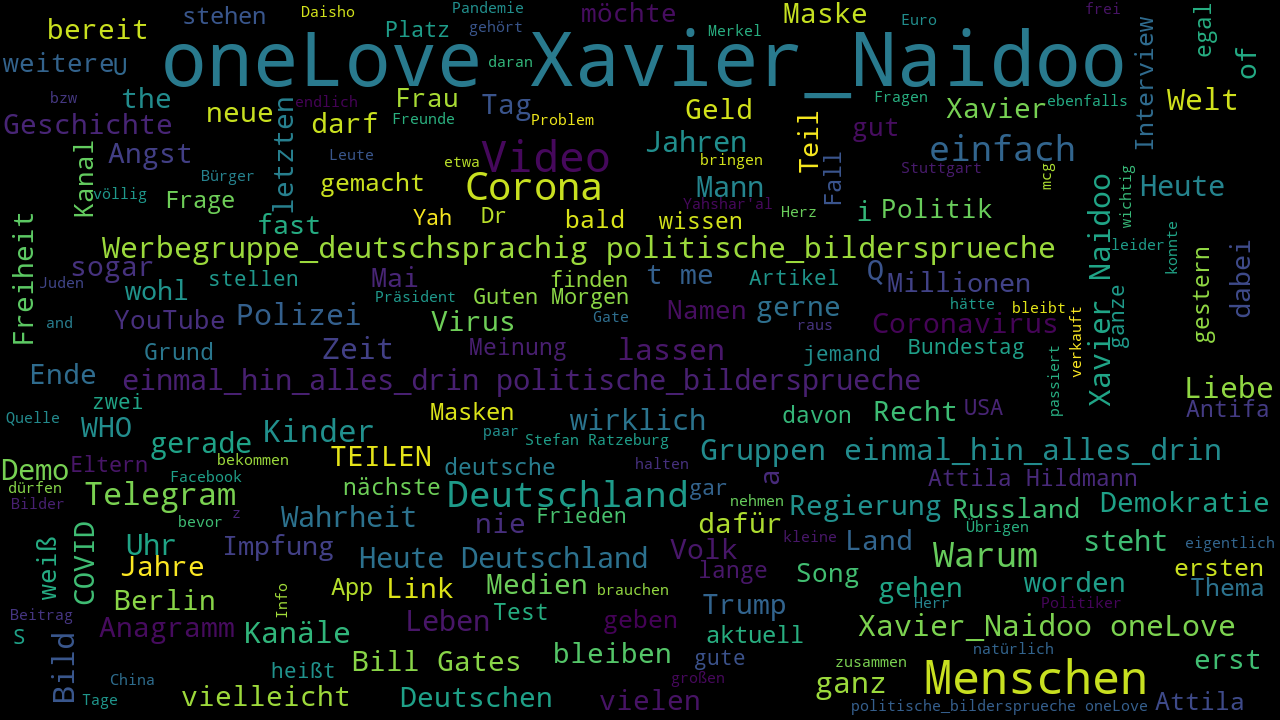 stehen Daisho Pandemie möchte Maske frei
bereit Platz gehört Merkel Euro egal
oneLove Xavier_Naidoo
weitere U daran of
bzw the endlich Frau Tag Geld Fragen ebenfalls Welt
neue Freunde Xavier Interview
Geschichte darf letzten Problem Teil gut
Angst Leute Video Jahren einfach
Kanal etwa bringen Fall Stuttgart
völlig Bürger gemacht Corona Mann mcg Heute
Frage Yahshar'al wichtig
fast Yah Dr bald wissen Herz i Politik
Freiheit Werbegruppe_deutschsprachig politische_bildersprueche leider konnte
sogar
Juden wohl stellen Mai finden t me Artikel Q Millionen dabei
Präsident Guten Morgen Namen gerne hätte bleibt gestern
and YouTube Polizei Virus Gate raus Coronavirus ganze Xavier Naidoo
Grund Zeit Meinung lassen jemand Bundestag verkauft
Ende einmal_hin_alles_drin politische_bildersprueche passiert Liebe
zwei Masken wirklich davon Recht USA Antifa
Quelle WHO Kinder paar Stefan Ratzeburg
gerade TEILEN Gruppen einmal_hin_alles_drin
Demo Eltern bekommen deutsche halten
dürfen Facebook nächste a Attila Hildmann
Bilder Telegram Deutschland gar nehmen Regierung Russland Demokratie
bevor z Wahrheit nie Frieden dafür Übrigen
COVID Uhr Impfung kleine Land steht eigentlich
weiß Jahre Heute Deutschland Volk Warum
lange Song ersten
Berlin Info App Link Medien brauchen gehen worden Thema
Beitrag Test Trump Herr Politiker
S Anagramm Kanäle Leben geben aktuell Xavier_Naidoo oneLove
Bild heißt Bill Gates bleiben gute natürlich erst
China großen zusammen
Tage vielleicht Deutschen vielen ganz Menschen
politische_bildersprueche oneLove Attila